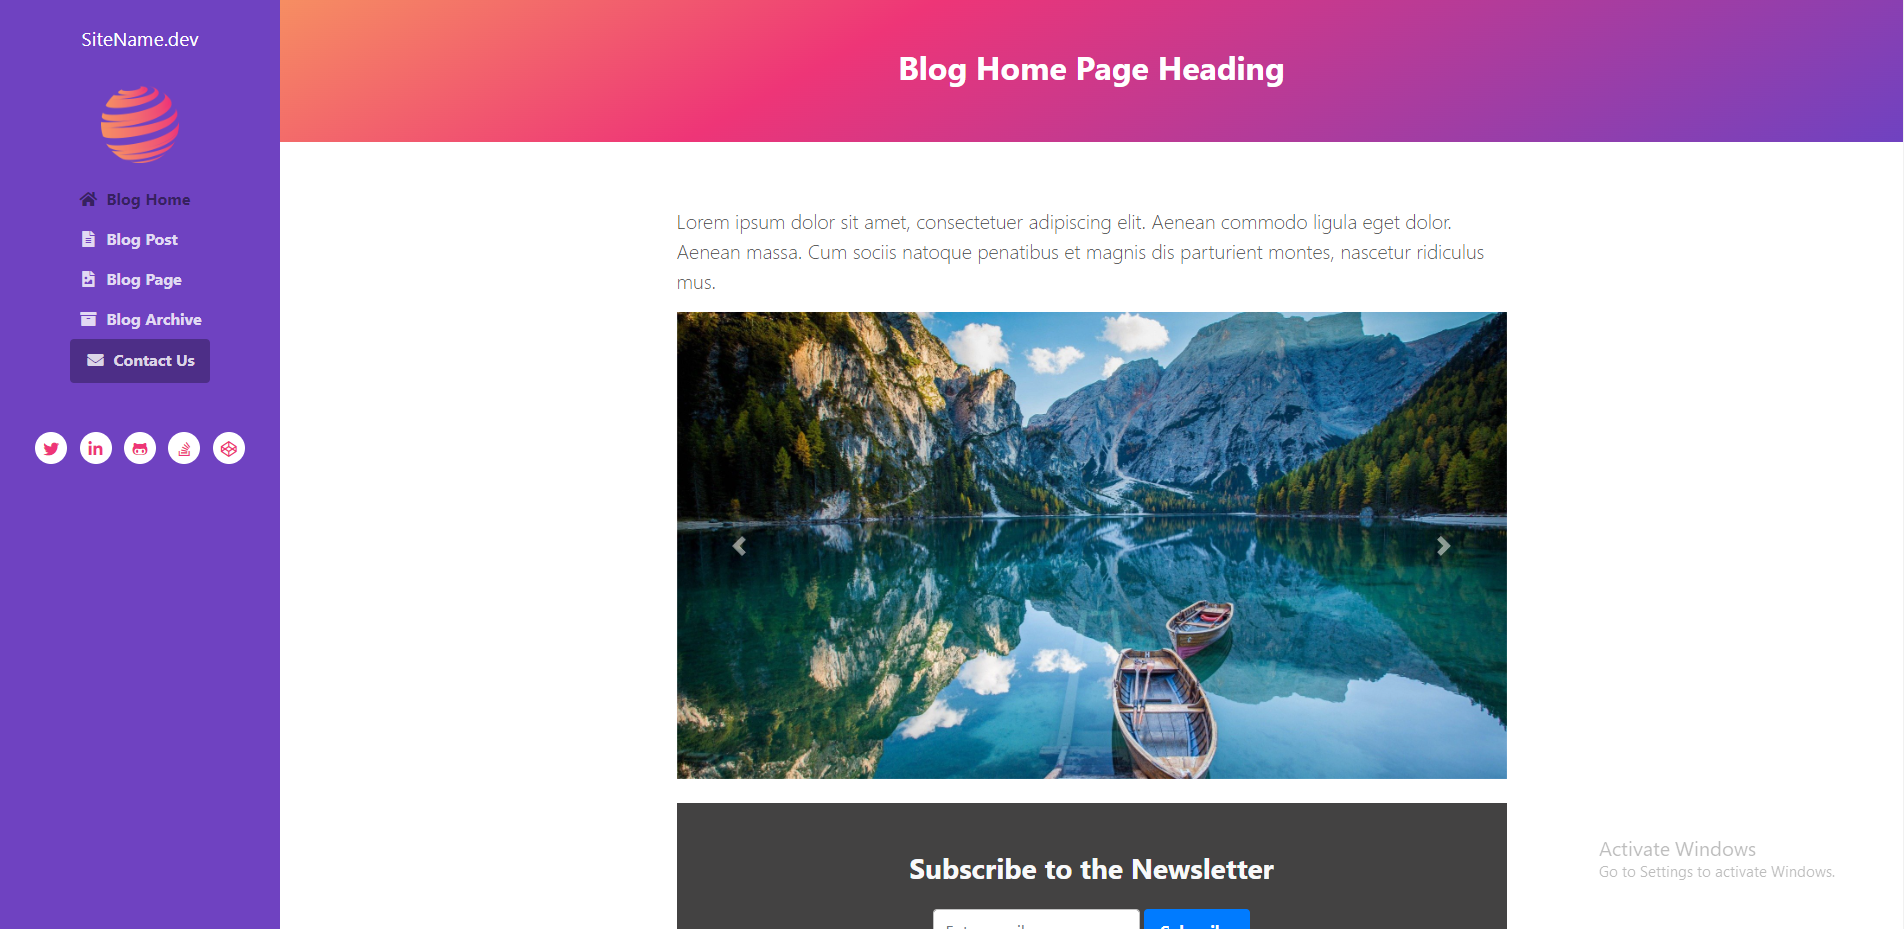 SiteName.dev
Blog Home
Blog Post
Blog Page
Blog Archive
Contact Us
Blog Home Page Heading
Lorem ipsum dolor sit amet, consectetuer adipiscing elit. Aenean commodo ligula eget dolor.
Aenean massa. Cum sociis natoque penatibus et magnis dis parturient montes, nascetur ridiculus
mus.
Subscribe to the Newsletter
Activate Windows
Go to Settings to activate Windows.